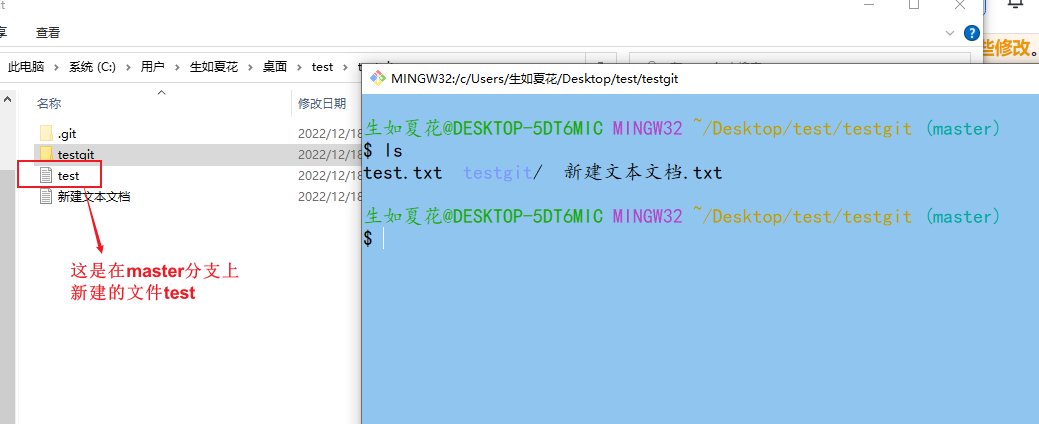 查看
些修改。
此电脑 > 系统 (C:) > 用户 > 生如夏花 > 桌面 > test >
MINGW32:/c/Users/生如夏花/Desktop/test/testgit
名称 修改日期
.git 2022/12/18
testgit 2022/12/18
test 2022/12/18
新建文本文档 2022/12/18
这是在master分支上
新建的文件test
生如夏花@DESKTOP-5DT6MIC MINGW32 ~/Desktop/test/testgit (master)
$ ls
test.txt testgit/ 新建文本文档.txt
生如夏花@DESKTOP-5DT6MIC MINGW32 ~/Desktop/test/testgit (master)
$